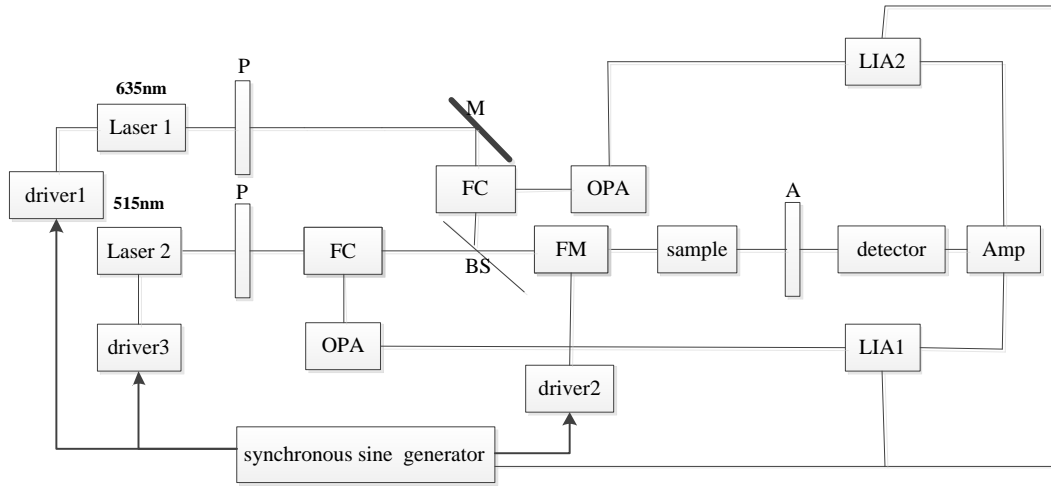 LIA2
P
635nm
M
Laser 1
FC
OPA
driver1
515nm
P
A
Laser 2
FC
BS
FM
sample
detector
Amp
driver3
OPA
LIA1
driver2
synchronous sine generator